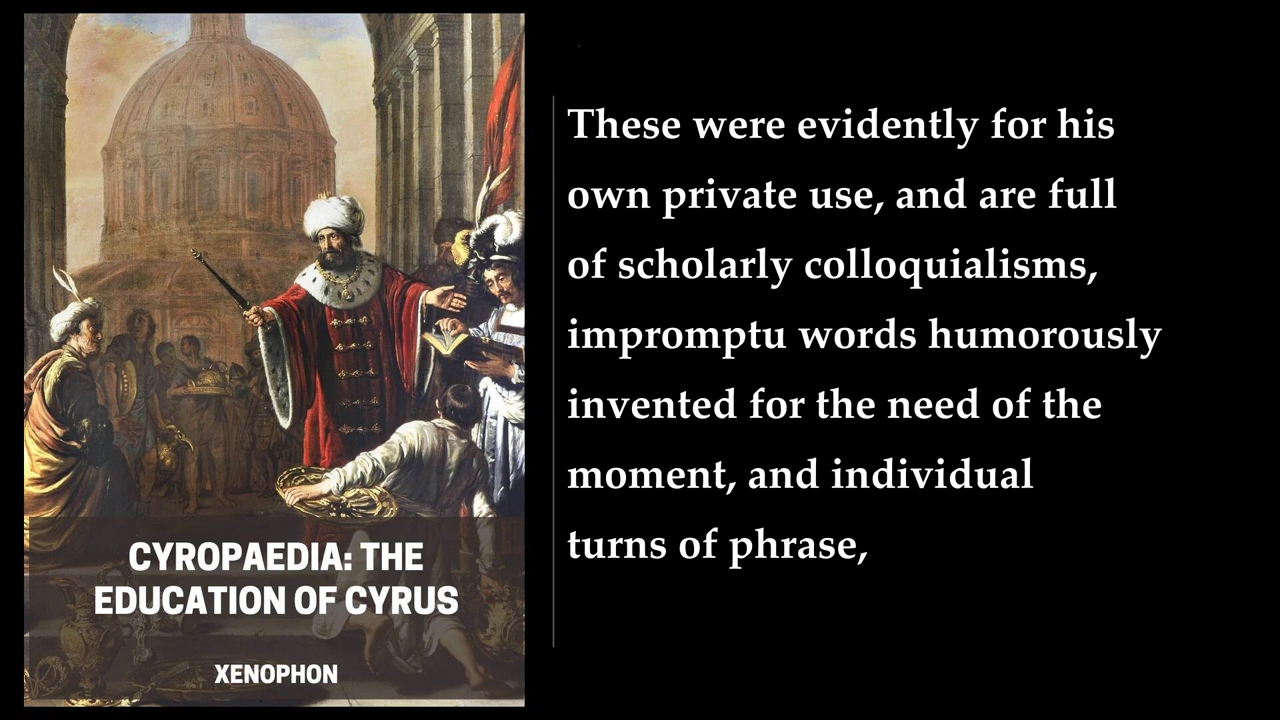 CYROPAEDIA: THE
EDUCATION OF CYRUS
XENOPHON
These were evidently for his
own private use, and are full
of scholarly colloquialisms,
impromptu words humorously
invented for the need of the
moment, and individual
turns of phrase,